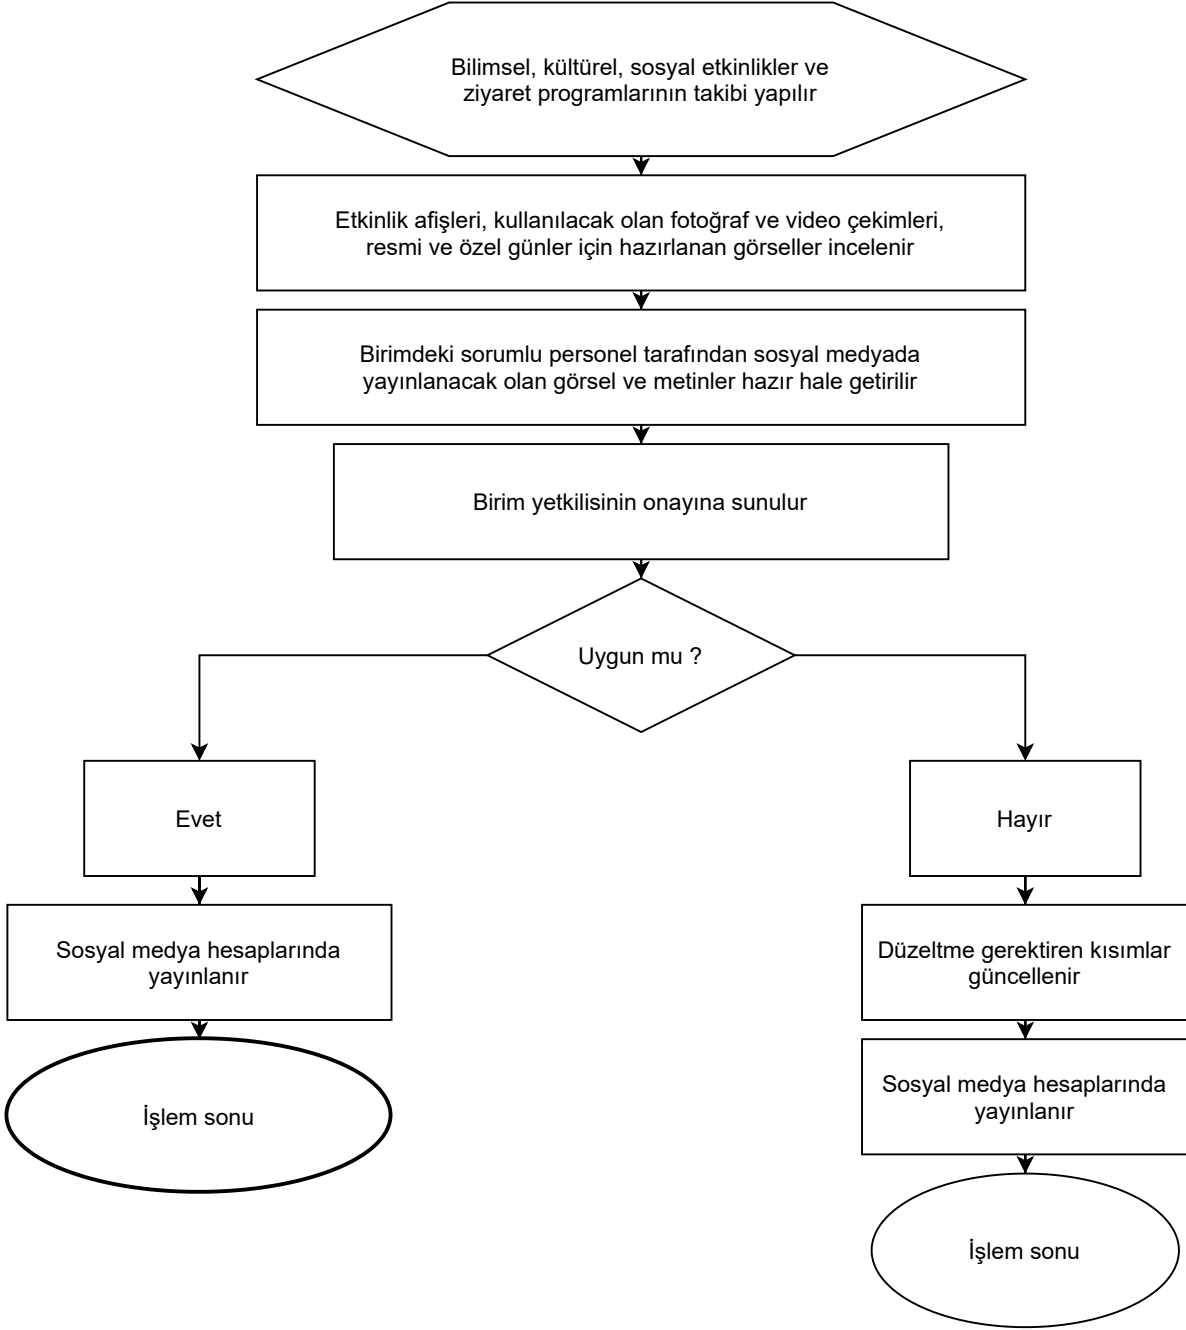 Bilimsel, kültürel, sosyal etkinlikler ve
ziyaret programlarının takibi yapılır
Etkinlik afişleri, kullanılacak olan fotoğraf ve video çekimleri,
resmi ve özel günler için hazırlanan görseller incelenir
Birimdeki sorumlu personel tarafından sosyal medyada
yayınlanacak olan görsel ve metinler hazır hale getirilir
Birim yetkilisinin onayına sunulur
Uygun mu ?
Evet
Hayır
Sosyal medya hesaplarında
yayınlanır
Düzeltme gerektiren kısımlar
güncellenir
İşlem sonu
Sosyal medya hesaplarında
yayınlanır
İşlem sonu